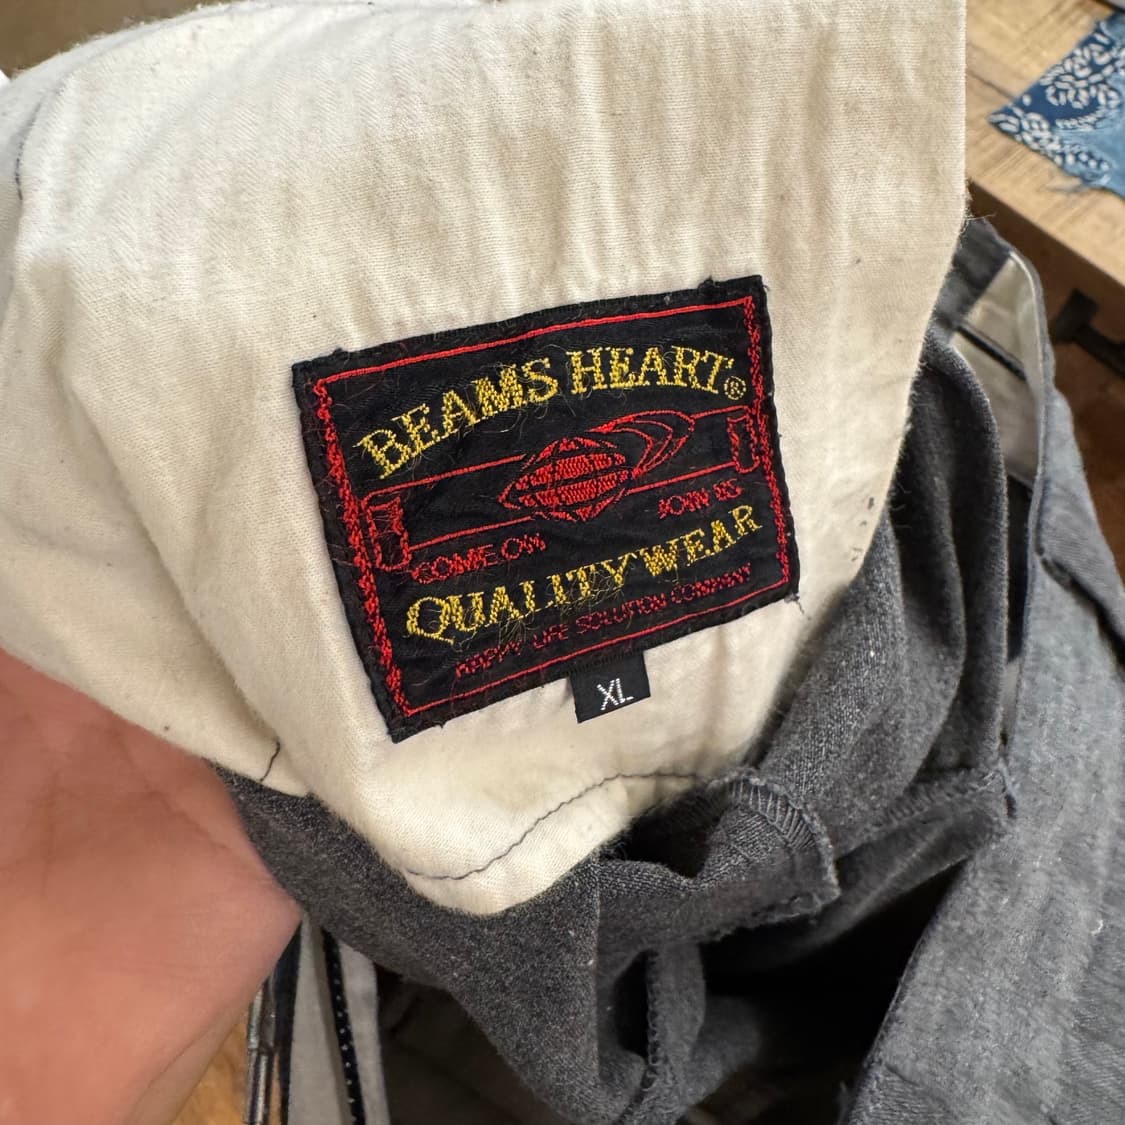 BEAMS HEART®
COME ON
JOIN US
QUALITY WEAR
HAPPY LIFE SOLUTION COMPANY
XL